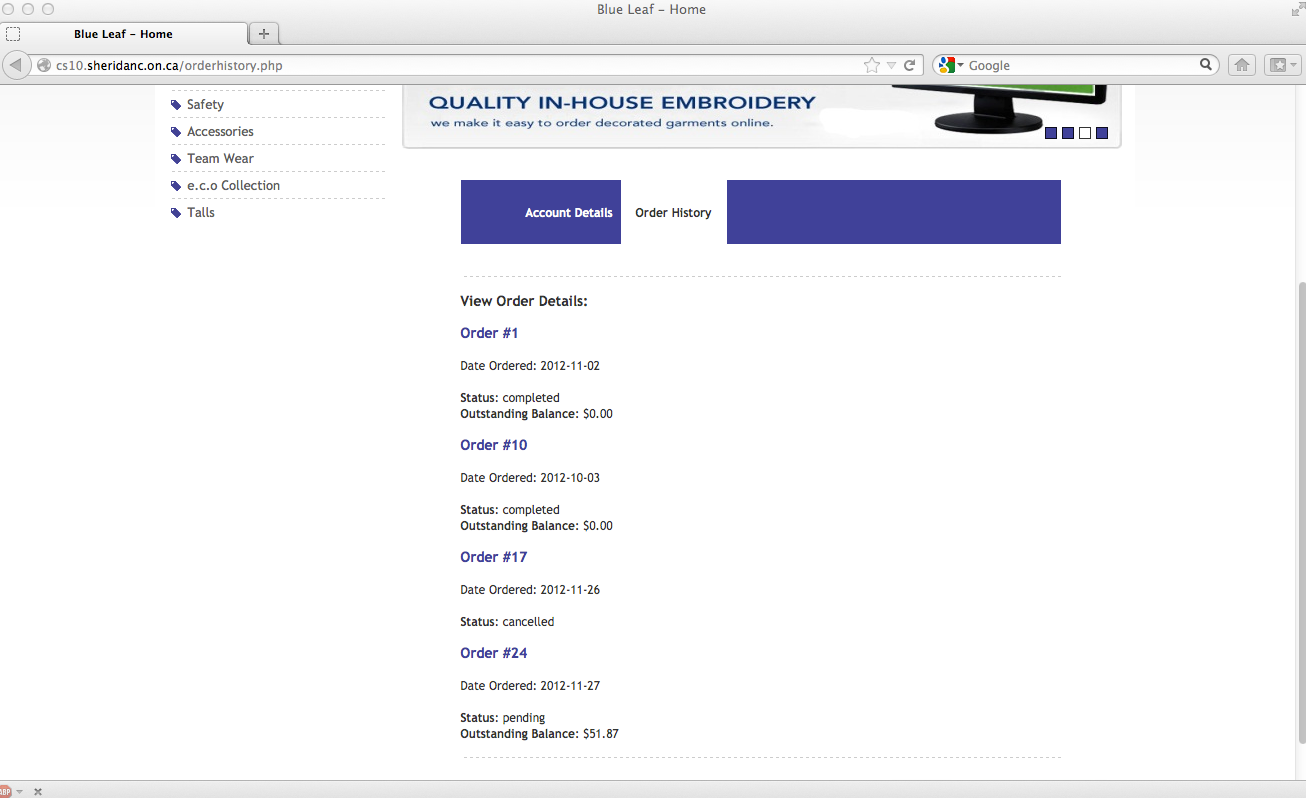 Blue Leaf – Home
Blue Leaf – Home
cs10.sheridanc.on.ca/orderhistory.php
Google
Safety
Accessories
Team Wear
e.c.o Collection
Talls
QUALITY IN-HOUSE EMBROIDERY
we make it easy to order decorated garments online.
Account Details
Order History
View Order Details:
Order #1
Date Ordered: 2012-11-02
Status: completed
Outstanding Balance: $0.00
Order #10
Date Ordered: 2012-10-03
Status: completed
Outstanding Balance: $0.00
Order #17
Date Ordered: 2012-11-26
Status: cancelled
Order #24
Date Ordered: 2012-11-27
Status: pending
Outstanding Balance: $51.87
ABP